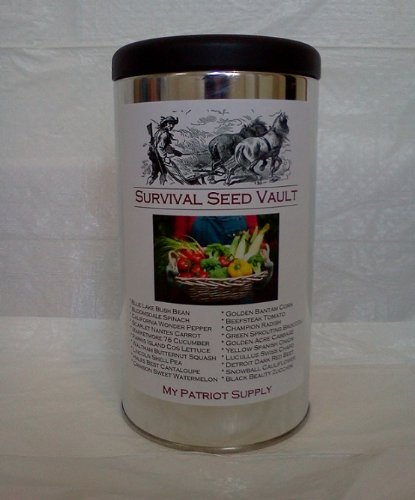 Survival Seed Vault
Blue Lake Bush Bean
Bloomsdale Spinach
California Wonder Pepper
Scarlet Nantes Carrot
Marketmore 76 Cucumber
Parris Island Cos Lettuce
Waltham Butternut Squash
Lincoln Shell Pea
Hales Best Cantaloupe
Crimson Sweet Watermelon
Golden Bantam Corn
Beefsteak Tomato
Champion Radish
Green Sprouting Broccoli
Golden Acre Cabbage
Yellow Spanish Onion
Lucullus Swiss Chard
Detroit Dark Red Beet
Snowball Cauliflower
Black Beauty Zucchini
My Patriot Supply